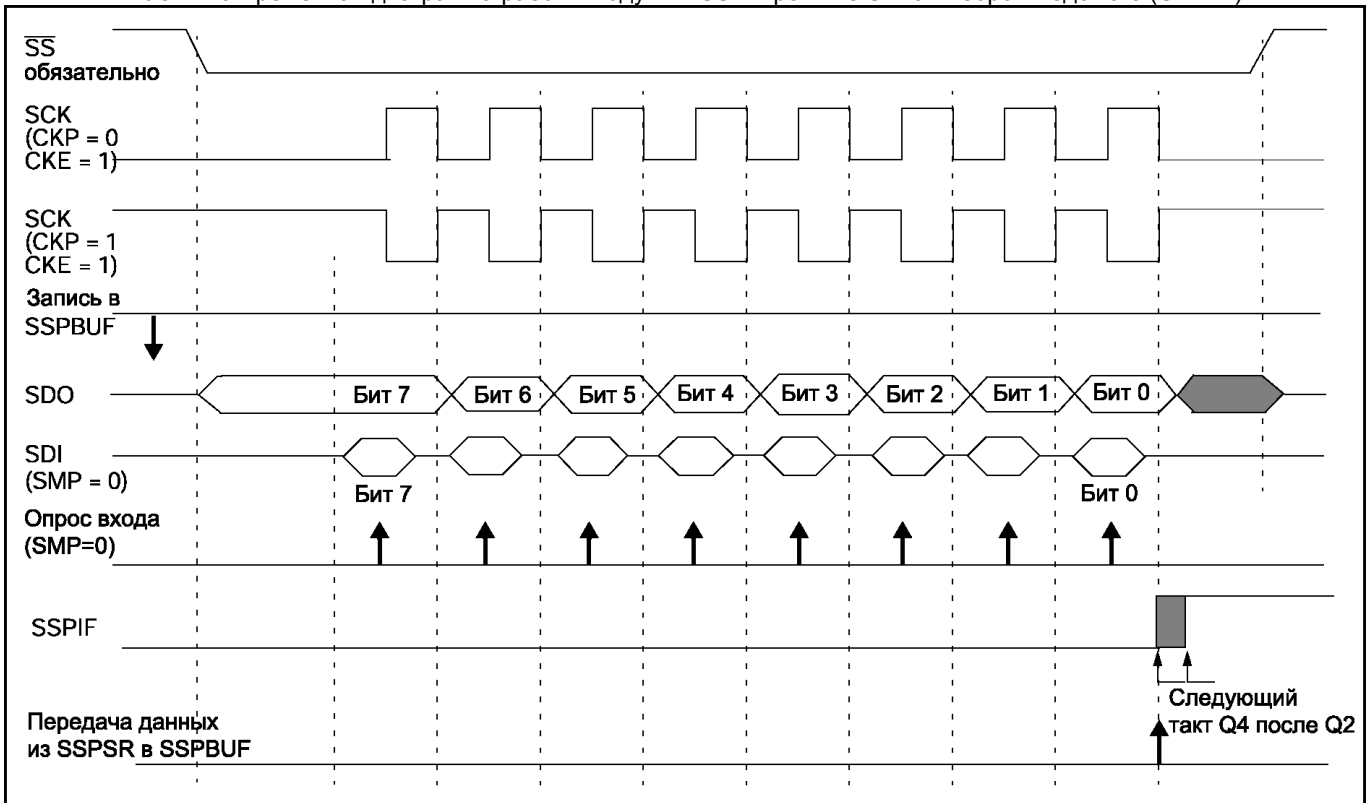 SS
обязательно
SCK
(CKP = 0
CKE = 1)
SCK
(CKP = 1
CKE = 1)
Запись в
SSPBUF
SDO
Бит 7
Бит 6
Бит 5
Бит 4
Бит 3
Бит 2
Бит 1
Бит 0
SDI
(SMP = 0)
Бит 7
Бит 0
Опрос входа
(SMP=0)
SSPIF
Следующий
такт Q4 после Q2
Передача данных
из SSPSR в SSPBUF